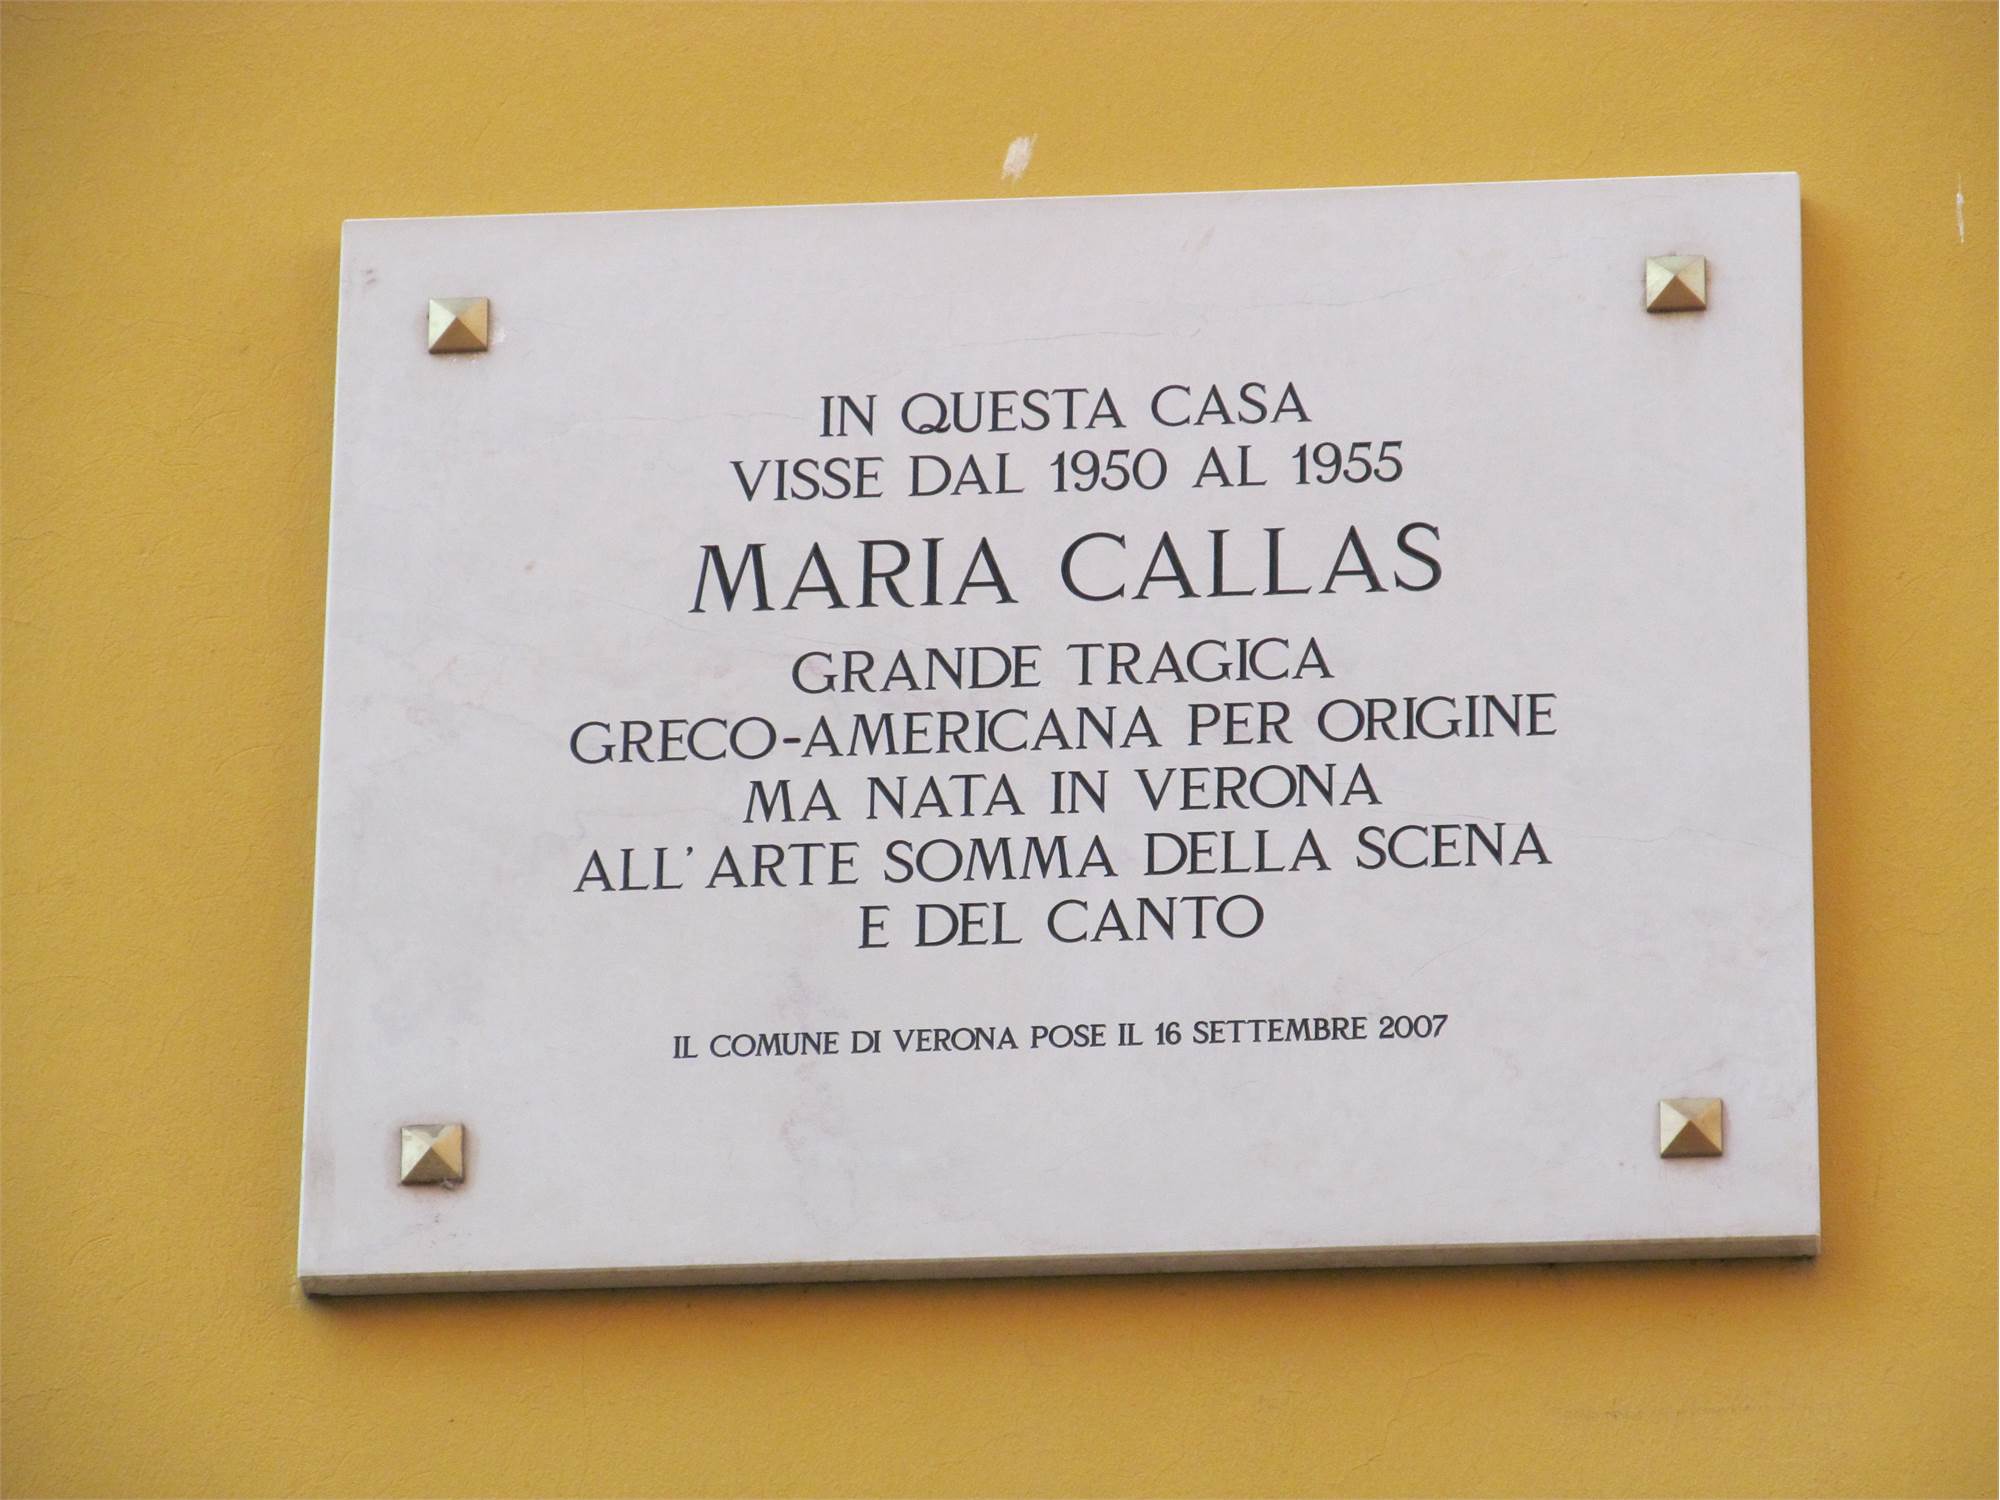 IN QUESTA CASA
VISSE DAL 1950 AL 1955
MARIA CALLAS
GRANDE TRAGICA
GRECO-AMERICANA PER ORIGINE
MA NATA IN VERONA
ALL'ARTE SOMMA DELLA SCENA
E DEL CANTO
IL COMUNE DI VERONA POSE IL 16 SETTEMBRE 2007